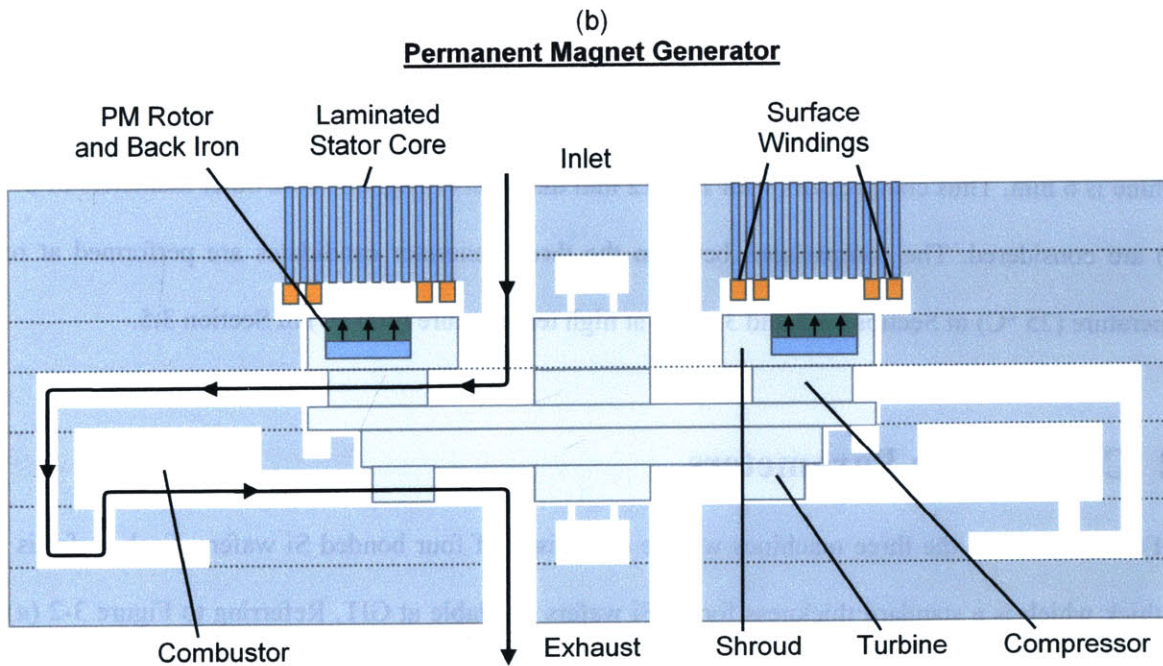 (b)
Permanent Magnet Generator
PM Rotor
and Back Iron
Laminated
Stator Core
Inlet
Surface
Windings
Combustor
Exhaust
Shroud
Turbine
Compressor